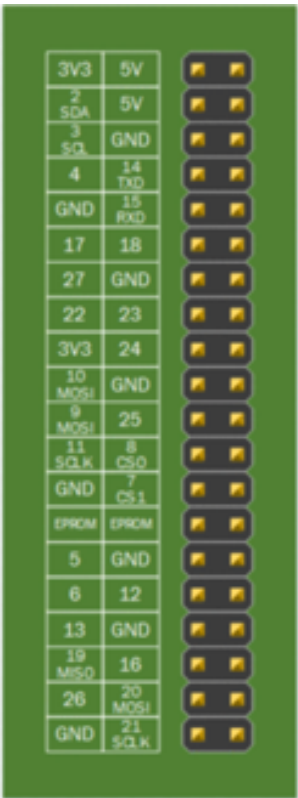 3V3 5V
2 SDA 5V
3 SCL GND
4 14 TXD
GND 15 RXD
17 18
27 GND
22 23
3V3 24
10 MOSI GND
9 MOSI 25
11 SCLK 8 CS0
GND 7 CS1
EPROM EPROM
5 GND
6 12
13 GND
19 MISO 16
26 20 MOSI
GND 21 SCLK